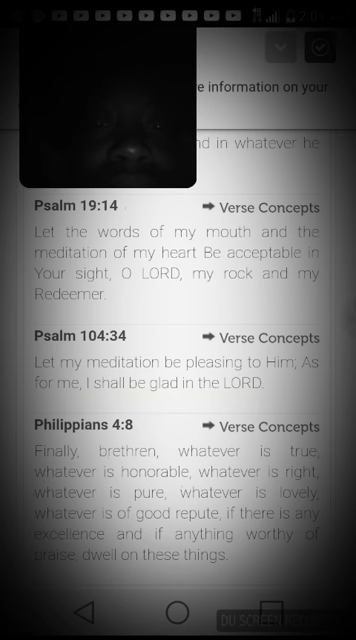 2:01
re information on your
nd in whatever he
Psalm 19:14 ➡ Verse Concepts
Let the words of my mouth and the
meditation of my heart Be acceptable in
Your sight, O LORD, my rock and my
Redeemer.
Psalm 104:34 ➡ Verse Concepts
Let my meditation be pleasing to Him; As
for me, I shall be glad in the LORD.
Philippians 4:8 ➡ Verse Concepts
Finally, brethren, whatever is true,
whatever is honorable, whatever is right,
whatever is pure, whatever is lovely,
whatever is of good repute, if there is any
excellence and if anything worthy of
praise, dwell on these things.
DU SCREEN RECO